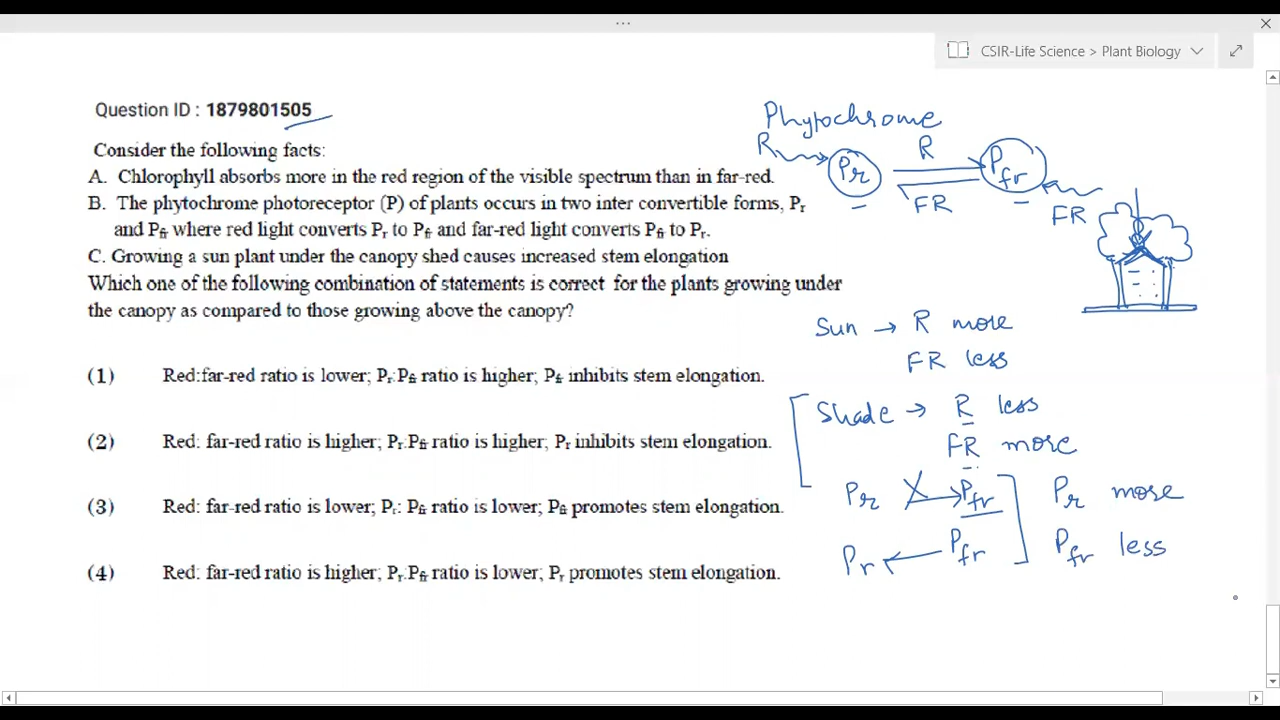 CSIR-Life Science > Plant Biology
Question ID : 1879801505
Consider the following facts:
A. Chlorophyll absorbs more in the red region of the visible spectrum than in far-red.
B. The phytochrome photoreceptor (P) of plants occurs in two inter convertible forms, Pr
and Pfr where red light converts Pr to Pfr and far-red light converts Pfr to Pr.
C. Growing a sun plant under the canopy shed causes increased stem elongation
Which one of the following combination of statements is correct for the plants growing under
the canopy as compared to those growing above the canopy?
(1) Red:far-red ratio is lower; Pr:Pfr ratio is higher; Pfr inhibits stem elongation.
(2) Red: far-red ratio is higher; Pr:Pfr ratio is higher; Pr inhibits stem elongation.
(3) Red: far-red ratio is lower; Pr: Pfr ratio is lower; Pfr promotes stem elongation.
(4) Red: far-red ratio is higher; Pr:Pfr ratio is lower; Pr promotes stem elongation.
Phytochrome
R Pr R Pfr
FR FR
Sun → R more
FR less
Shade → R less
FR more
Pr → Pfr Pr more
Pr ← Pfr Pfr less